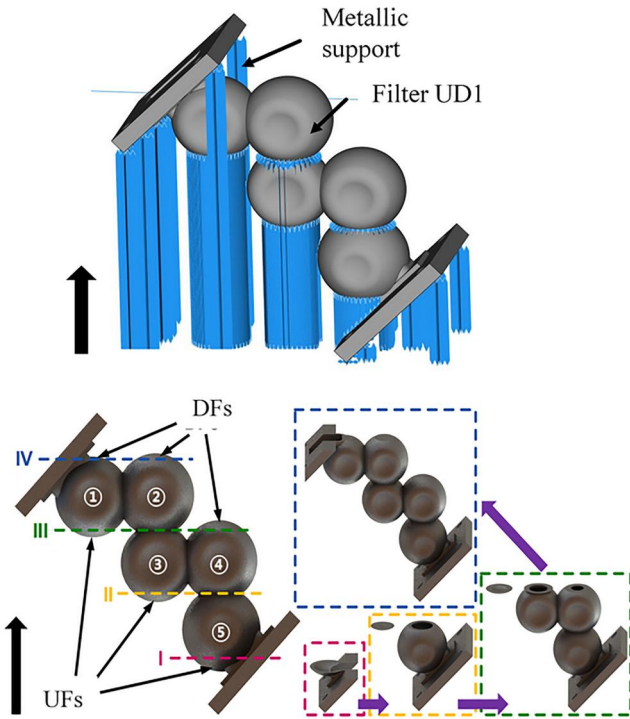 Metallic
support
Filter UD1
DFs
IV
①
②
III
③
④
II
⑤
I
UFs